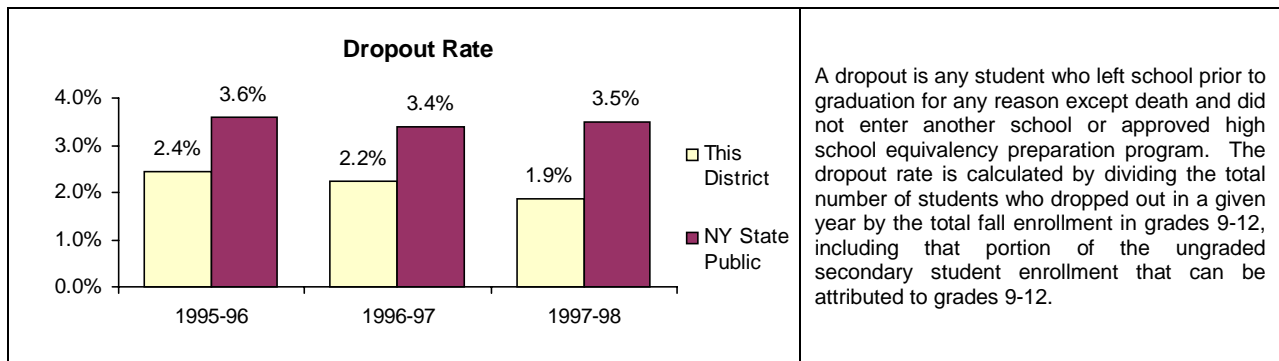 Dropout Rate
4.0%
3.0%
2.0%
1.0%
0.0%
2.4%
3.6%
2.2%
3.4%
1.9%
3.5%
1995-96
1996-97
1997-98
This
District
NY State
Public
A dropout is any student who left school prior to
graduation for any reason except death and did
not enter another school or approved high
school equivalency preparation program. The
dropout rate is calculated by dividing the total
number of students who dropped out in a given
year by the total fall enrollment in grades 9-12,
including that portion of the ungraded
secondary student enrollment that can be
attributed to grades 9-12.